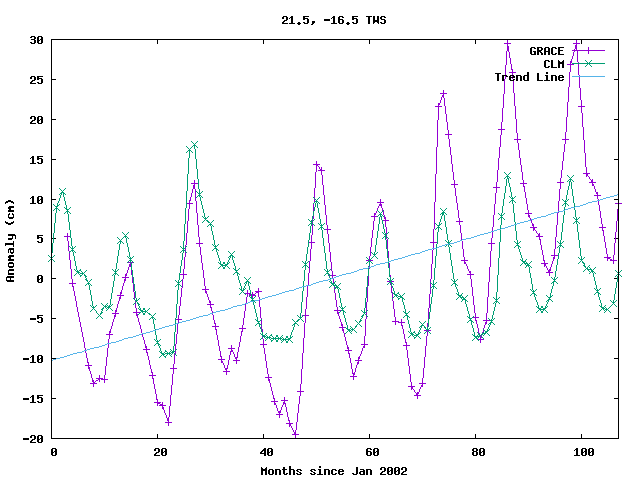 21.5, -16.5 TWS
30
25
20
15
10
5
0
-5
-10
-15
-20
0 20 40 60 80 100
Anomaly (cm)
Months since Jan 2002
GRACE
CLM
Trend Line